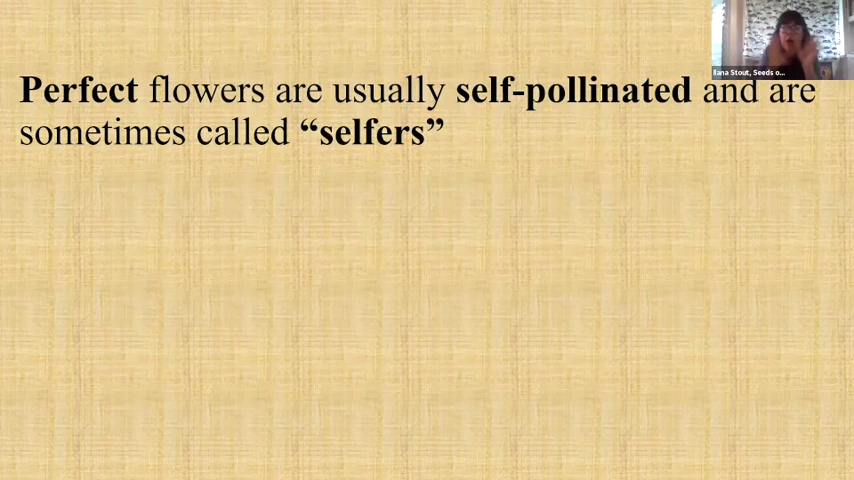 Perfect flowers are usually self-pollinated and are
sometimes called “selfers”
Ilana Stout, Seeds o...